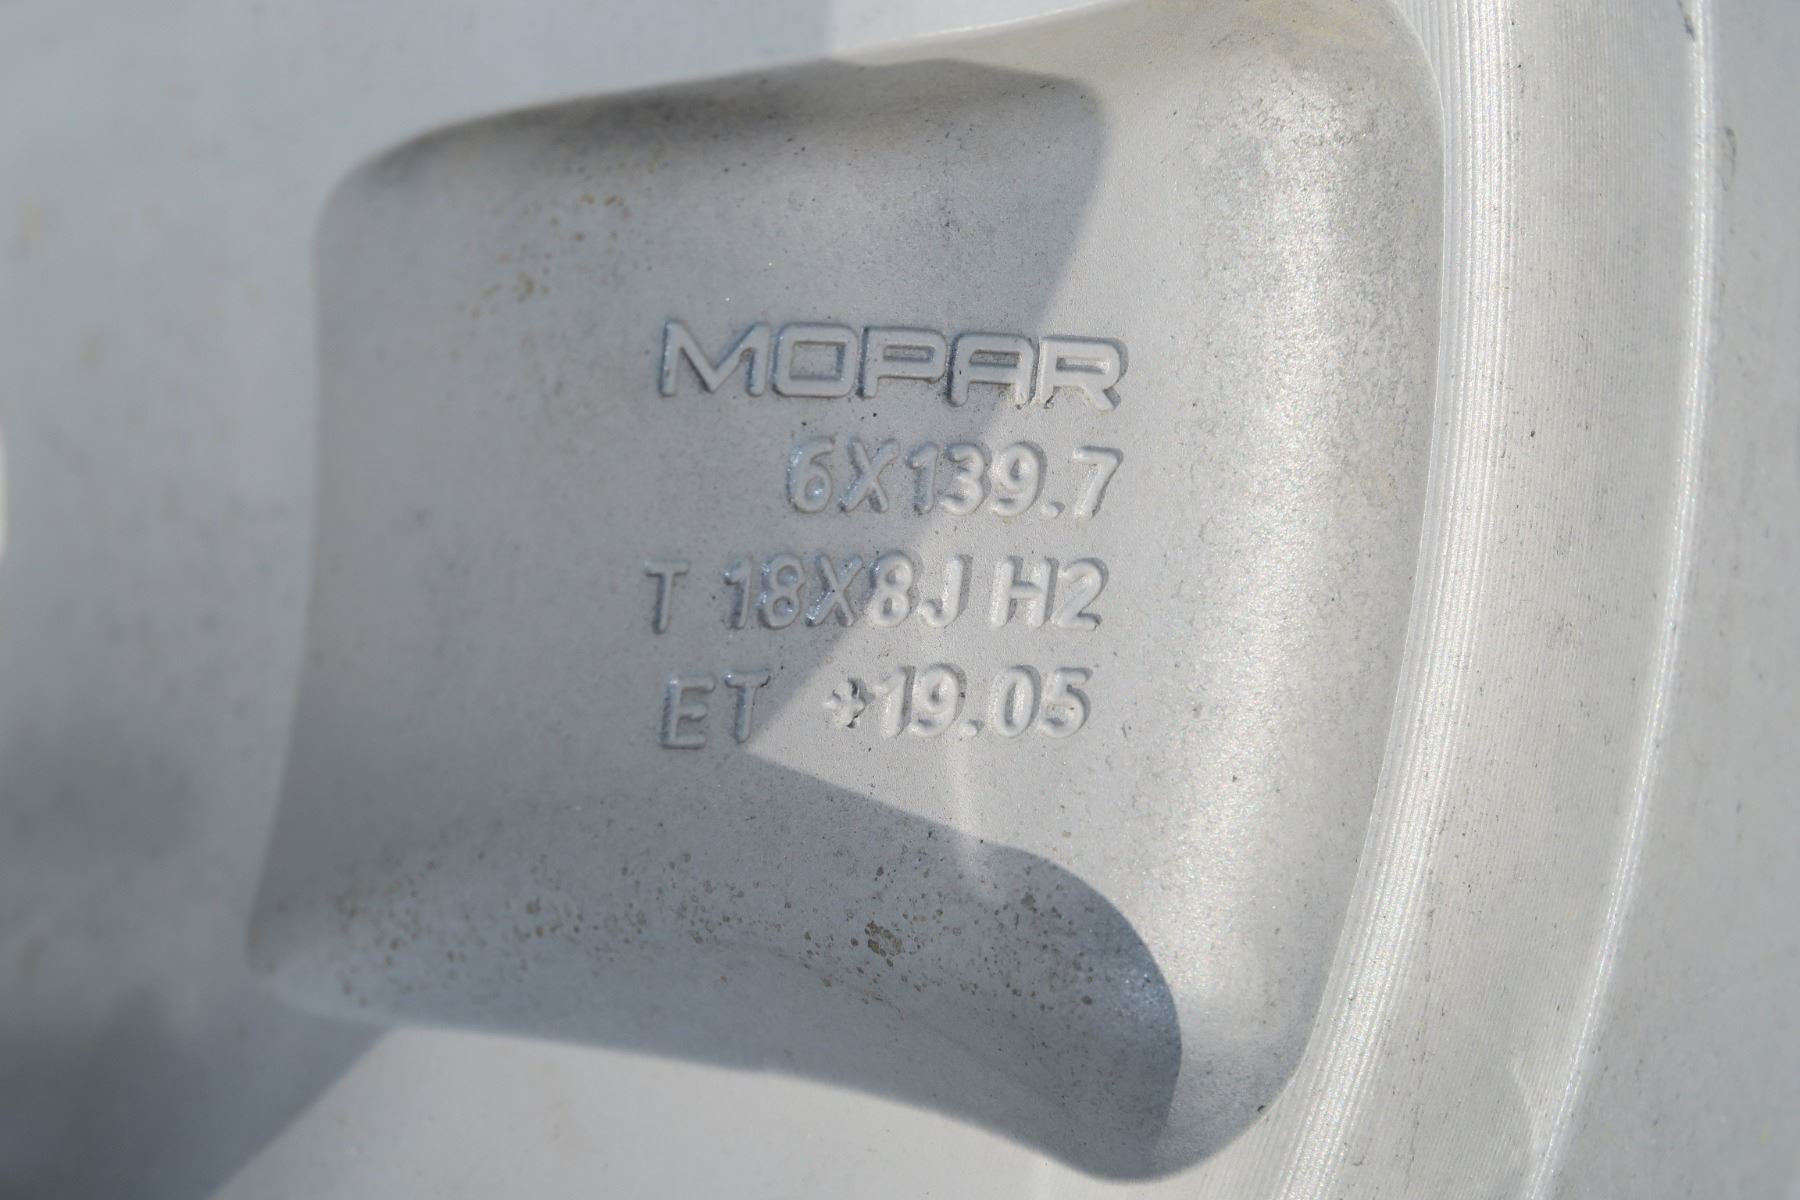 MOPAR
6X139.7
T 18X8J H2
ET +19.05